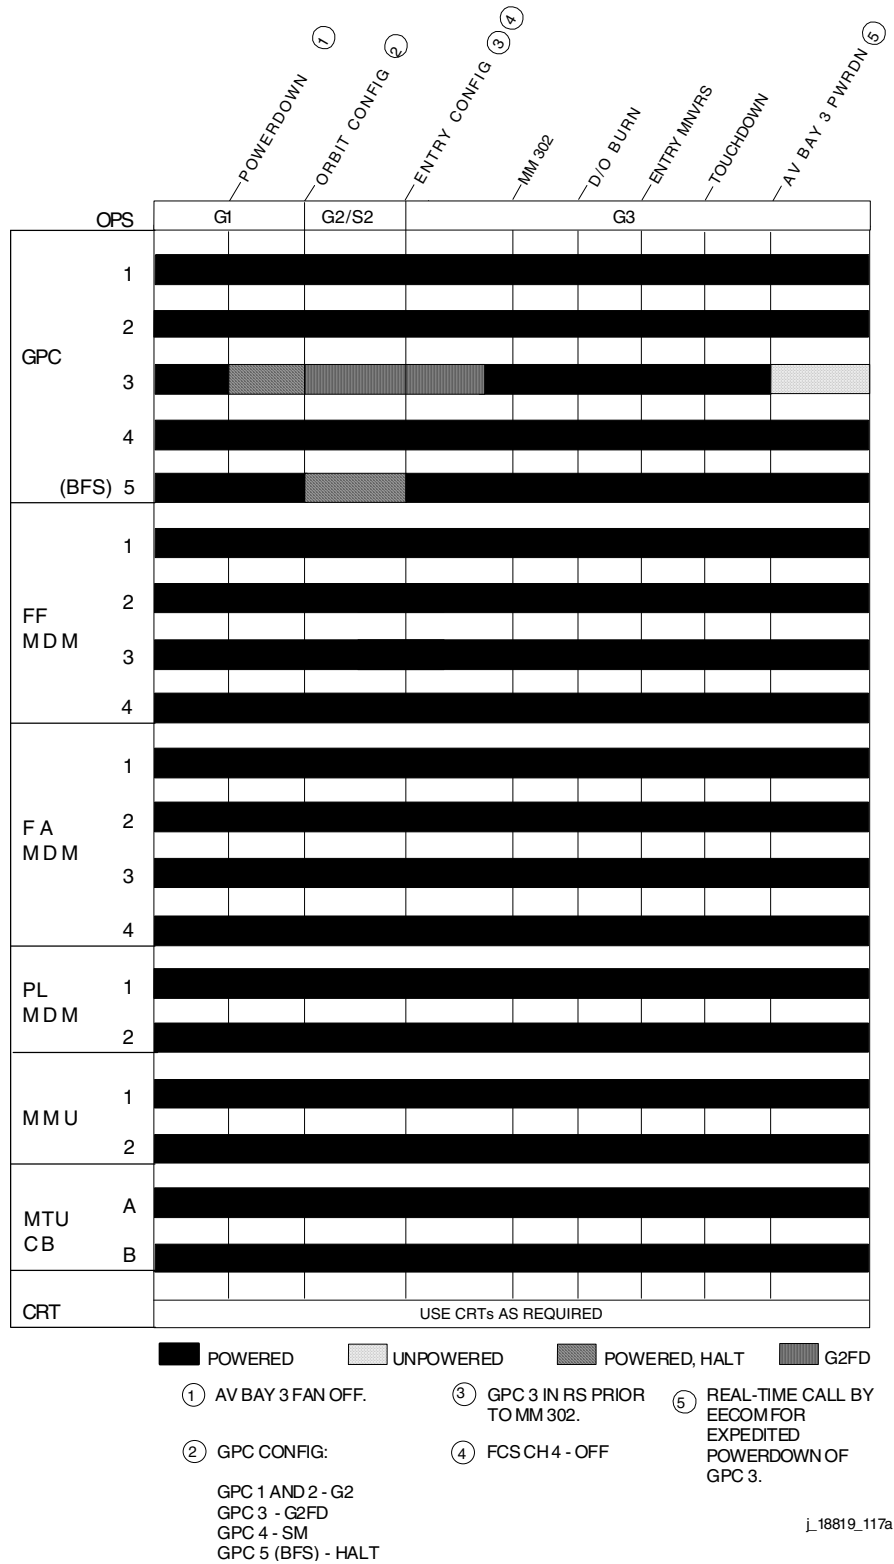 POWERDOWN 1
ORBIT CONFIG 2
ENTRY CONFIG 3 4
MM 302
D/O BURN
ENTRY MNVRS
TOUCHDOWN
AV BAY 3 PWRDN 5
OPS G1 G2/S2 G3
GPC
1
2
3
4
(BFS) 5
FF
MDM
1
2
3
4
FA
MDM
1
2
3
4
PL
MDM
1
2
MMU
1
2
MTU
CB
A
B
CRT USE CRTs AS REQUIRED
POWERED UNPOWERED POWERED, HALT G2FD
1 AV BAY 3 FAN OFF.
2 GPC CONFIG:
GPC 1 AND 2 - G2
GPC 3 - G2FD
GPC 4 - SM
GPC 5 (BFS) - HALT
3 GPC 3 IN RS PRIOR
TO MM 302.
4 FCS CH 4 - OFF
5 REAL-TIME CALL BY
EECOM FOR
EXPEDITED
POWERDOWN OF
GPC 3.
j_18819_117a